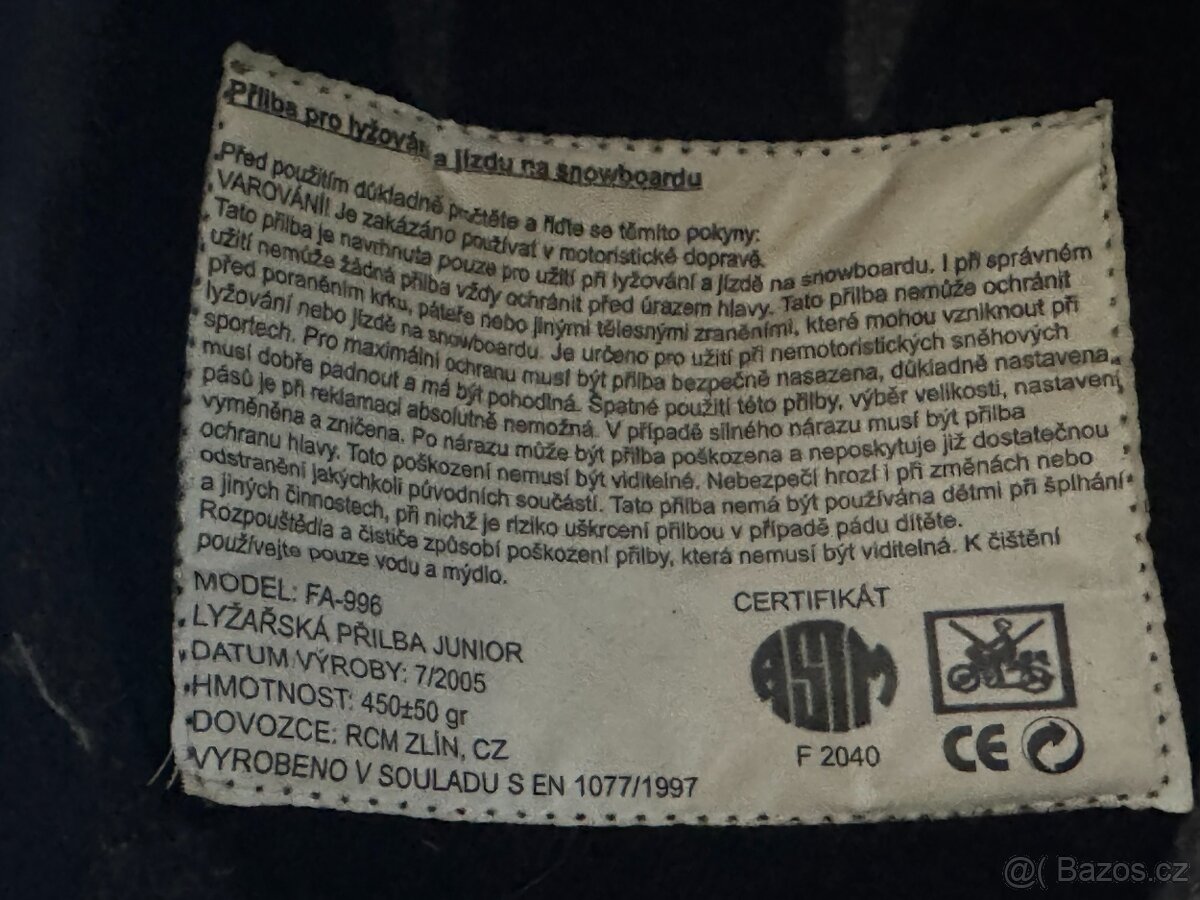 Přilba pro lyžování a jízdu na snowboardu
Před použitím důkladně pročtěte a řiďte se těmito pokyny:
VAROVÁNÍ! Je zakázáno používat v motoristické dopravě.
Tato přilba je navrhnuta pouze pro užití při lyžování a jízdě na snowboardu. I při správném
užití nemůže žádná přilba vždy ochránit před úrazem hlavy. Tato přilba nemůže ochránit
před poraněním krku, páteře nebo jinými tělesnými zraněními, které mohou vzniknout při
lyžování nebo jízdě na snowboardu. Je určeno pro užití při nemotoristických sněhových
sportech. Pro maximální ochranu musí být přilba bezpečně nasazena, důkladně nastavena,
musí dobře padnout a má být pohodlná. Špatné použití této přilby, výběr velikosti, nastavení
pásů je při reklamaci absolutně nemožná. V případě silného nárazu musí být přilba
vyměněna a zničena. Po nárazu může být přilba poškozena a neposkytuje již dostatečnou
ochranu hlavy. Toto poškození nemusí být viditelné. Nebezpečí hrozí i při změnách nebo
odstranění jakýchkoli původních součástí. Tato přilba nemá být používána dětmi při šplhání
a jiných činnostech, při nichž je riziko uškrcení přilbou v případě pádu dítěte.
Rozpouštědla a čističe způsobí poškození přilby, která nemusí být viditelná. K čištění
používejte pouze vodu a mýdlo.
MODEL: FA-996
LYŽAŘSKÁ PŘILBA JUNIOR
DATUM VÝROBY: 7/2005
HMOTNOST: 450±50 gr
DOVOZCE: RCM ZLÍN, CZ
VYROBENO V SOULADU S EN 1077/1997
CERTIFIKÁT
ASTM
F 2040
CE
@( Bazos.cz